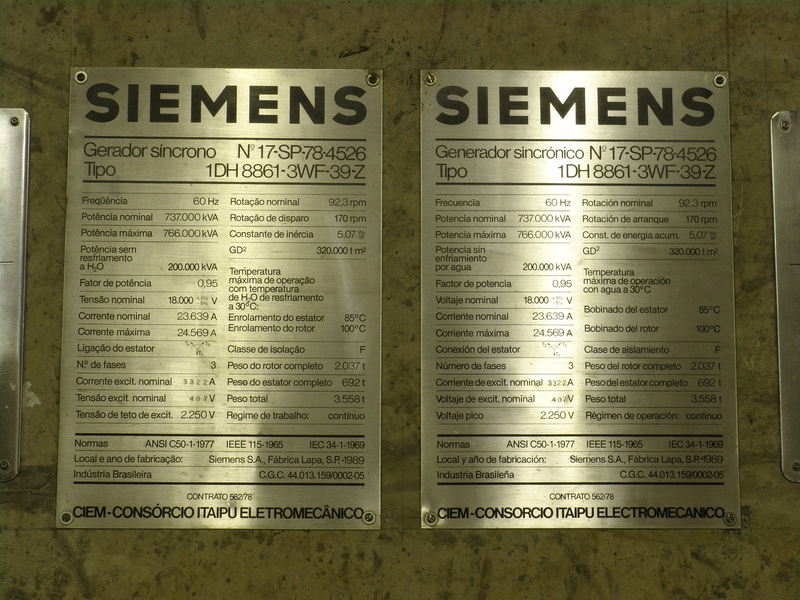 SIEMENS
Gerador síncrono Nº 17-SP-78-4526
Tipo 1DH 8861-3WF-39-Z
Freqüência 60 Hz
Potência nominal 737.000 kVA
Potência máxima 766.000 kVA
Potência sem
resfriamento
a H₂O 200.000 kVA
Fator de potência 0,95
Tensão nominal 18.000 V
Corrente nominal 23.639 A
Corrente máxima 24.569 A
Ligação do estator
N.º de fases 3
Corrente excit. nominal 3322 A
Tensão excit. nominal 407 V
Tensão de teto de excit. 2.250 V
Rotação nominal 92,3 rpm
Rotação de disparo 170 rpm
Constante de inércia 5,07
GD² 320.000 t m²
Temperatura
máxima de operação
com temperatura
de H₂O de resfriamento
a 30ºC:
Enrolamento do estator 85ºC
Enrolamento do rotor 100ºC
Classe de isolação F
Peso do rotor completo 2.037 t
Peso do estator completo 692 t
Peso total 3.558 t
Regime de trabalho: contínuo
Normas ANSI C50-1-1977 IEEE 115-1965 IEC 34-1-1969
Local e ano de fabricação: Siemens S.A., Fábrica Lapa, S.P.-1989
Indústria Brasileira C.G.C. 44.013.159/0002-05
CONTRATO 562/78
CIEM-CONSÓRCIO ITAIPU ELETROMECÂNICO
SIEMENS
Generador sincrónico Nº 17-SP-78-4526
Tipo 1DH 8861-3WF-39-Z
Frecuencia 60 Hz
Potencia nominal 737.000 kVA
Potencia máxima 766.000 kVA
Potencia sin
enfriamiento
por agua 200.000 kVA
Factor de potencia 0,95
Voltaje nominal 18.000 V
Corriente nominal 23.639 A
Corriente máxima 24.569 A
Conexión del estator
Número de fases 3
Corriente de excit. nominal 3322 A
Voltaje de excit. nominal 407 V
Voltaje pico 2.250 V
Rotación nominal 92,3 rpm
Rotación de arranque 170 rpm
Const. de energia acum. 5,07
GD² 320.000 t m²
Temperatura
máxima de operación
con agua a 30ºC
Bobinado del estator 85ºC
Bobinado del rotor 100ºC
Clase de aislamiento F
Peso del rotor completo 2.037 t
Peso del estator completo 692 t
Peso total 3.558 t
Régimen de operación: continuo
Normas ANSI C50-1-1977 IEEE 115-1965 IEC 34-1-1969
Local y año de fabricación: Siemens S.A., Fábrica Lapa, S.P.-1989
Industria Brasileña C.G.C. 44.013.159/0002-05
CONTRATO 562/78
CIEM-CONSORCIO ITAIPU ELECTROMECANICO